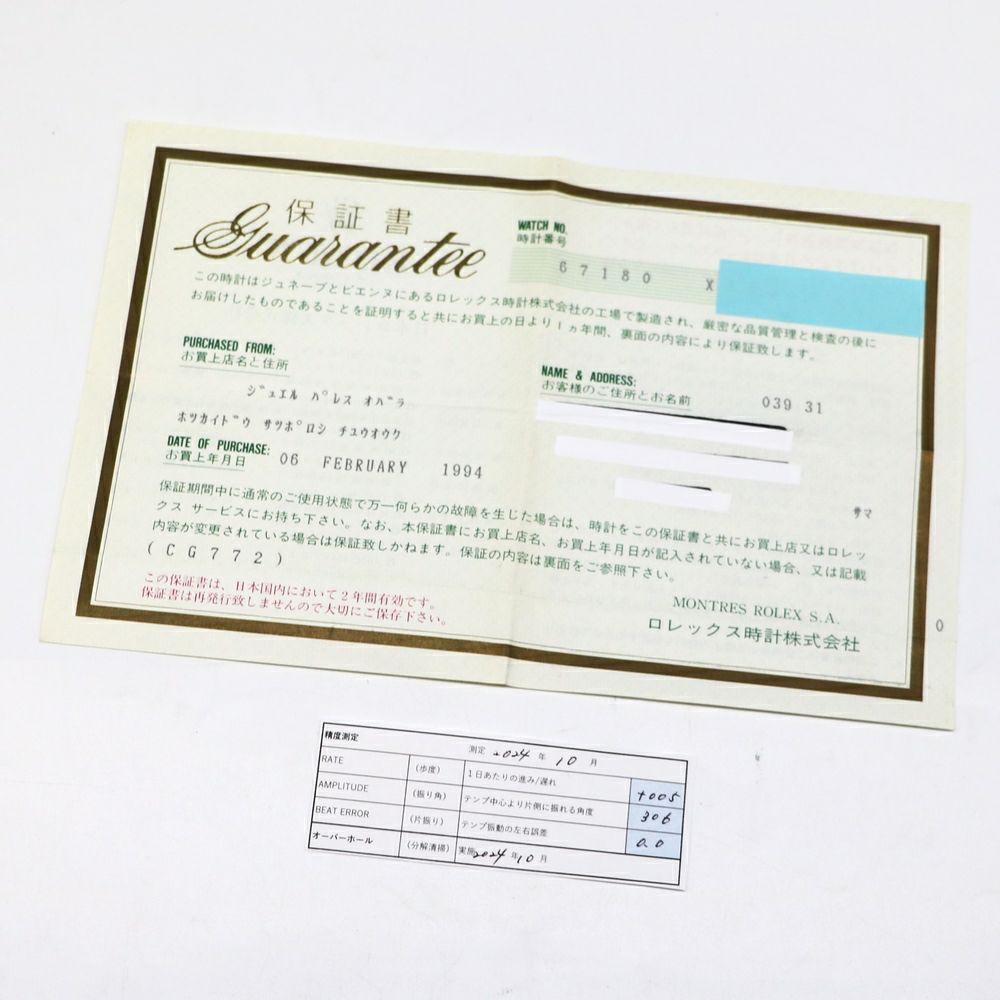 保証書
Guarantee
WATCH NO.
時計番号
67180 X
この時計はジュネーブとビエンヌにあるロレックス時計株式会社の工場で製造され、厳密な品質管理と検査の後に
お届けしたものであることを証明すると共にお買上の日より1ヵ年間、裏面の内容により保証致します。
PURCHASED FROM:
お買上店名と住所
ジュエル パレス オバラ
ホツカイドウ サツポロシ チユウオウク
NAME & ADDRESS:
お客様のご住所とお名前
039 31
サマ
DATE OF PURCHASE:
お買上年月日
06 FEBRUARY 1994
保証期間中に通常のご使用状態で万一何らかの故障を生じた場合は、時計をこの保証書と共にお買上店又はロレッ
クス サービスにお持ち下さい。なお、本保証書にお買上店名、お買上年月日が記入されていない場合、又は記載
内容が変更されている場合は保証致しかねます。保証の内容は裏面をご参照下さい。
(CG772)
この保証書は、日本国内において2年間有効です。
保証書は再発行致しませんので大切にご保存下さい。
MONTRES ROLEX S.A.
ロレックス時計株式会社
0
精度測定 測定 2024 年 10 月
RATE (歩度) 1日あたりの進み/遅れ +005
AMPLITUDE (振り角) テンプ中心より片側に振れる角度 306
BEAT ERROR (片振り) テンプ振動の左右誤差 0.0
オーバーホール (分解清掃) 実施 2024 年 10 月